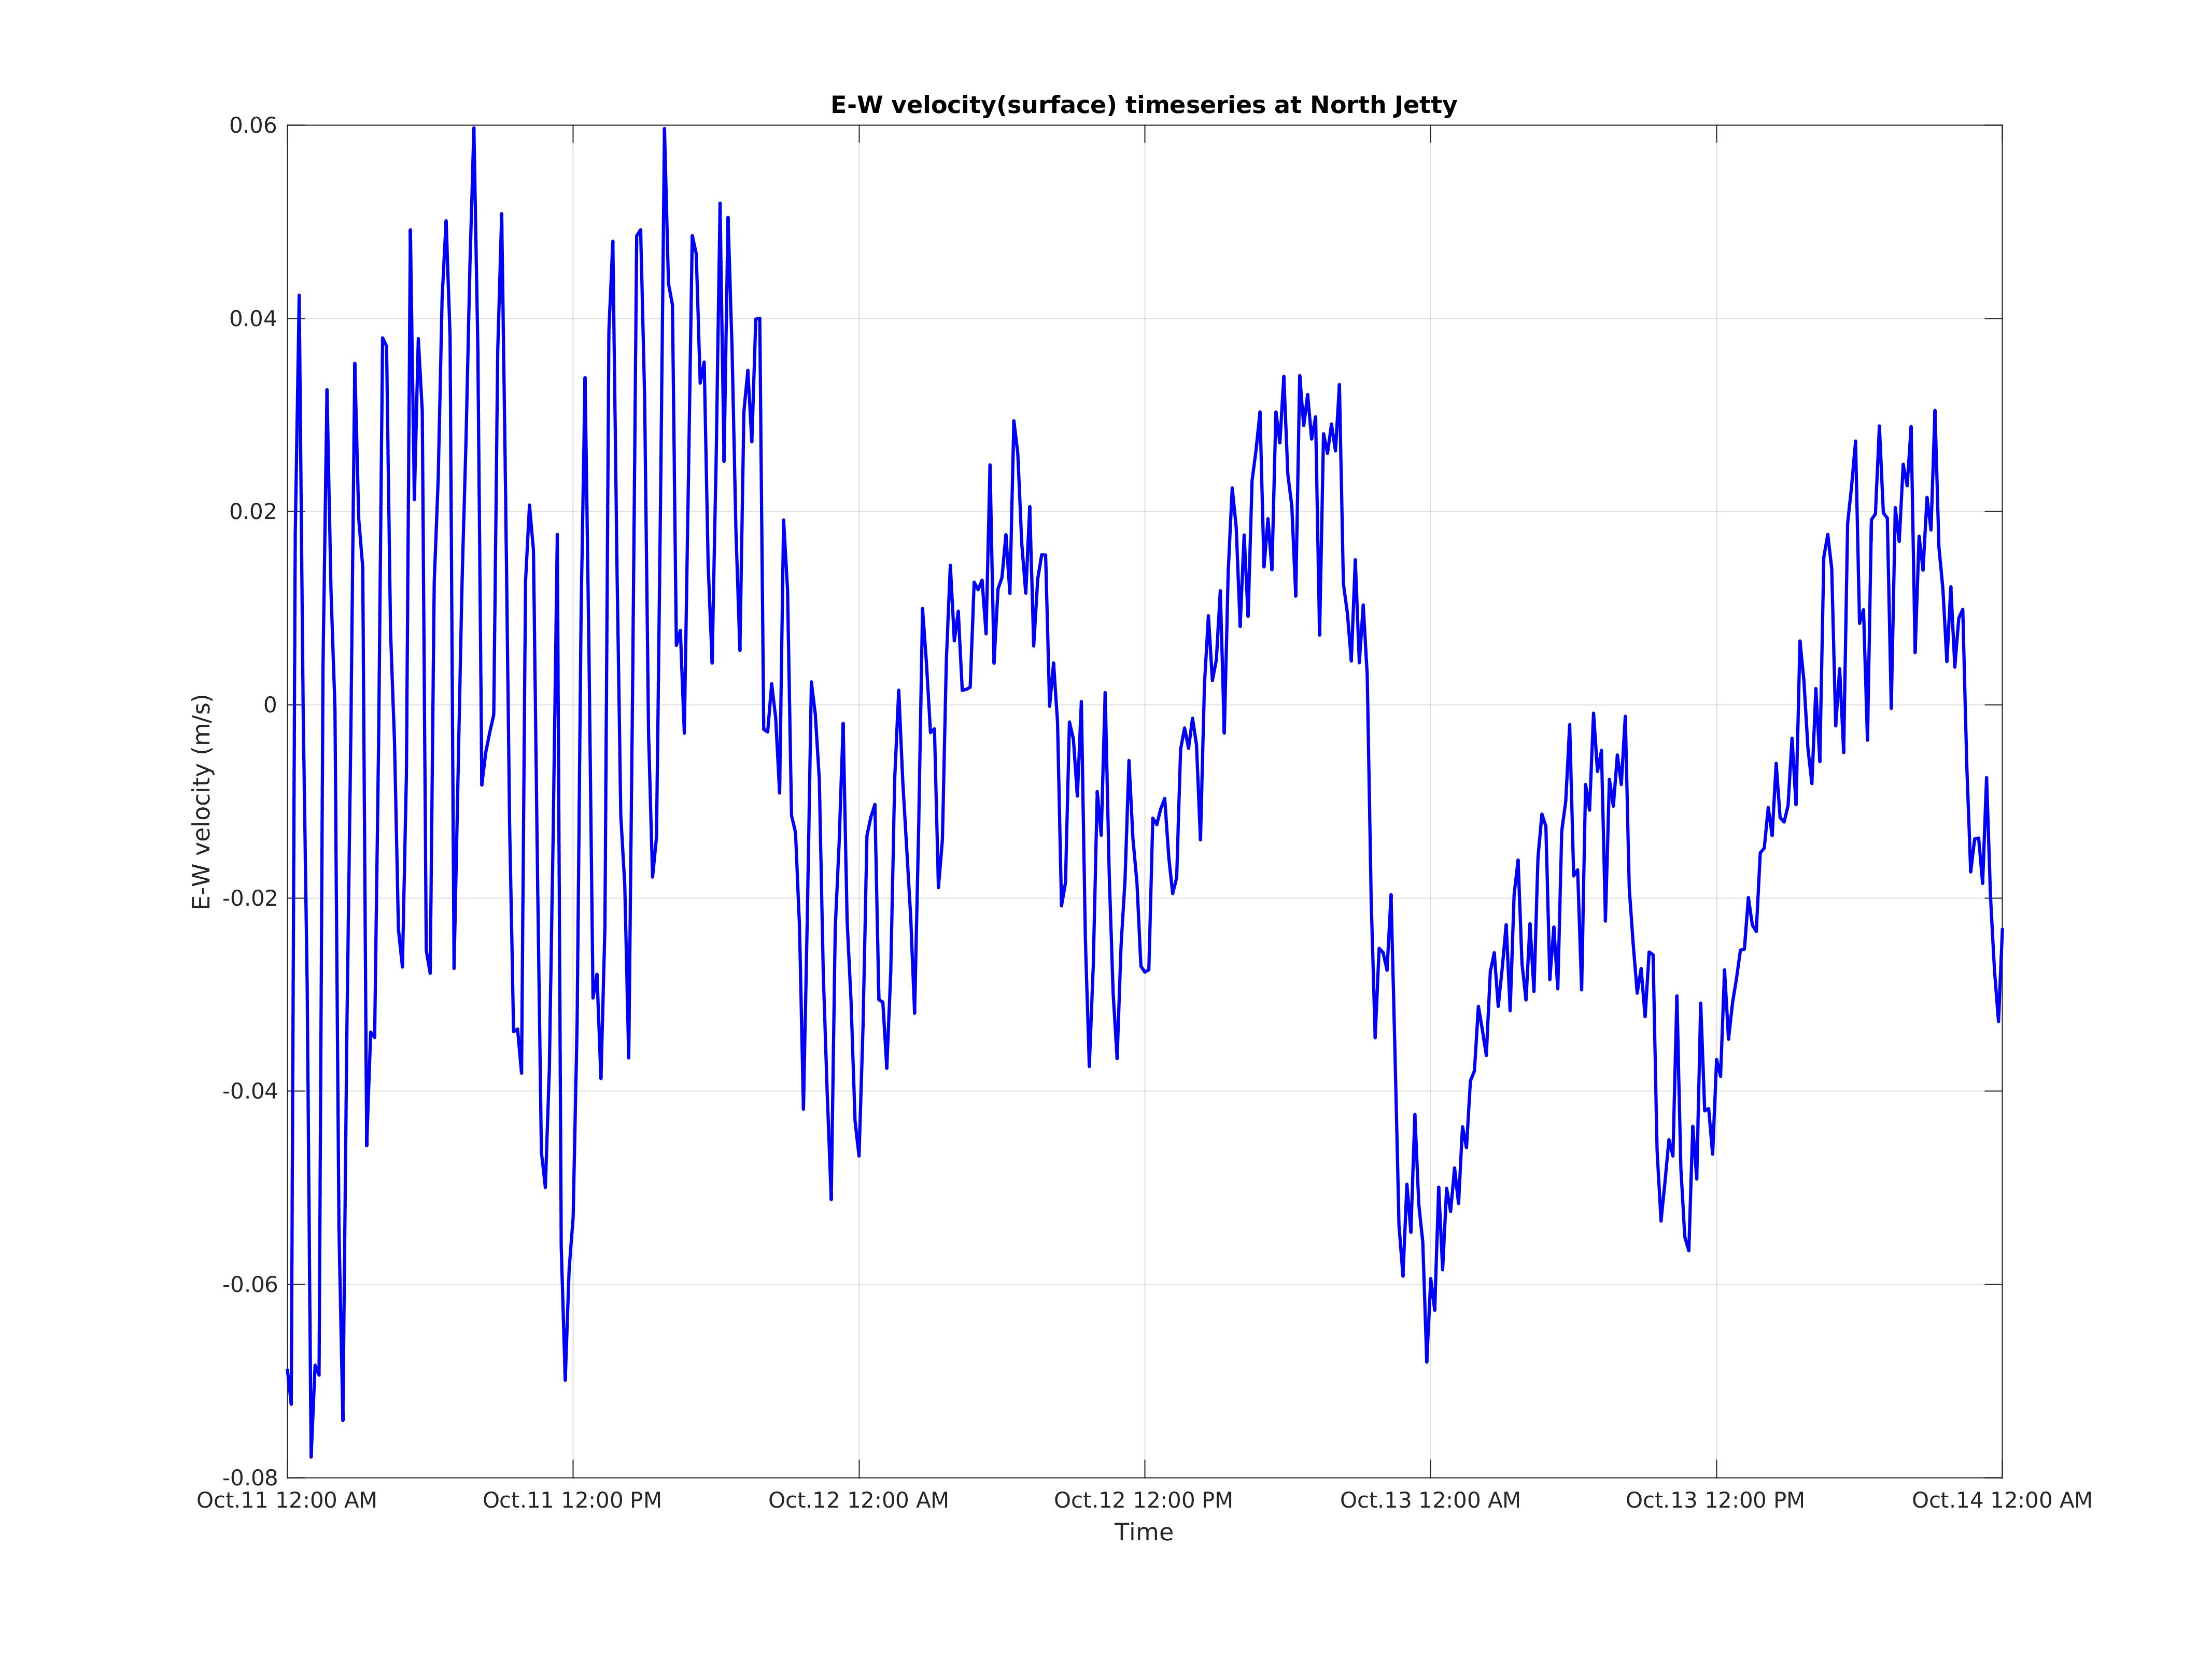 E-W velocity(surface) timeseries at North Jetty
0.06
0.04
0.02
0
-0.02
-0.04
-0.06
-0.08
E-W velocity (m/s)
Oct.11 12:00 AM
Oct.11 12:00 PM
Oct.12 12:00 AM
Oct.12 12:00 PM
Oct.13 12:00 AM
Oct.13 12:00 PM
Oct.14 12:00 AM
Time